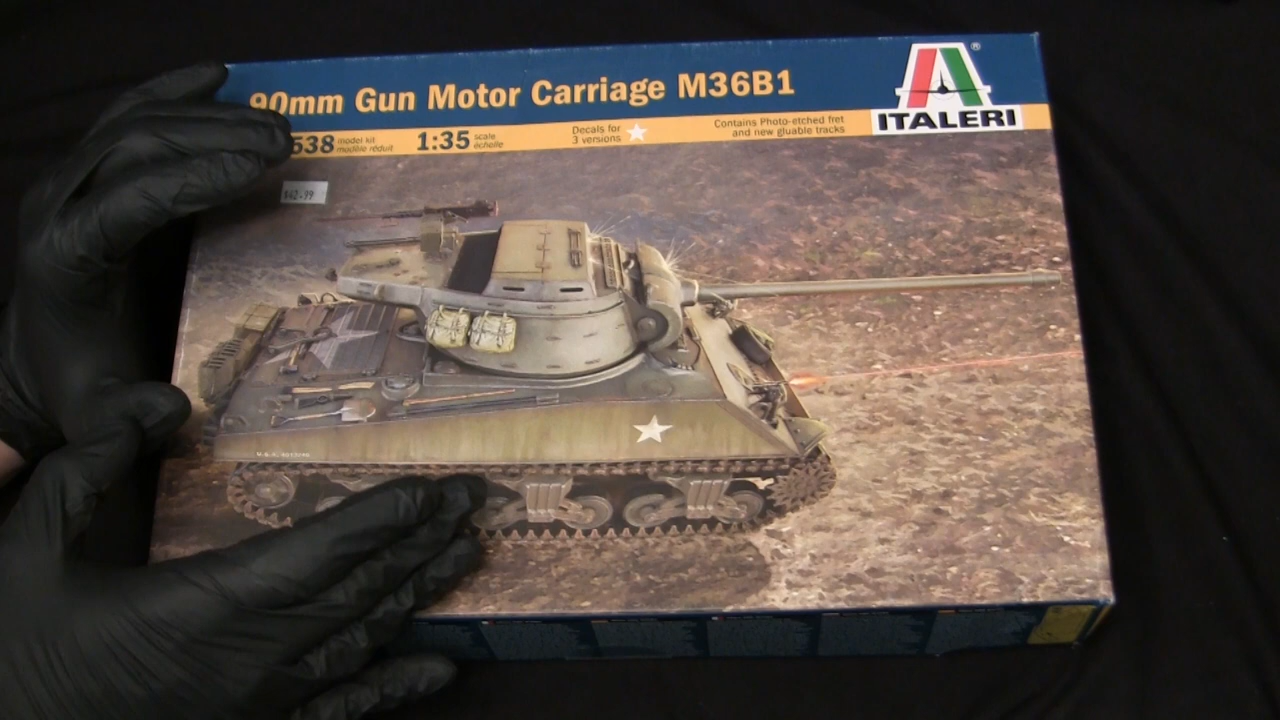 90mm Gun Motor Carriage M36B1
ITALERI
®
538 model kit
modèle réduit
1:35 scale
échelle
Decals for
3 versions
Contains Photo-etched fret
and new gluable tracks
$42.99